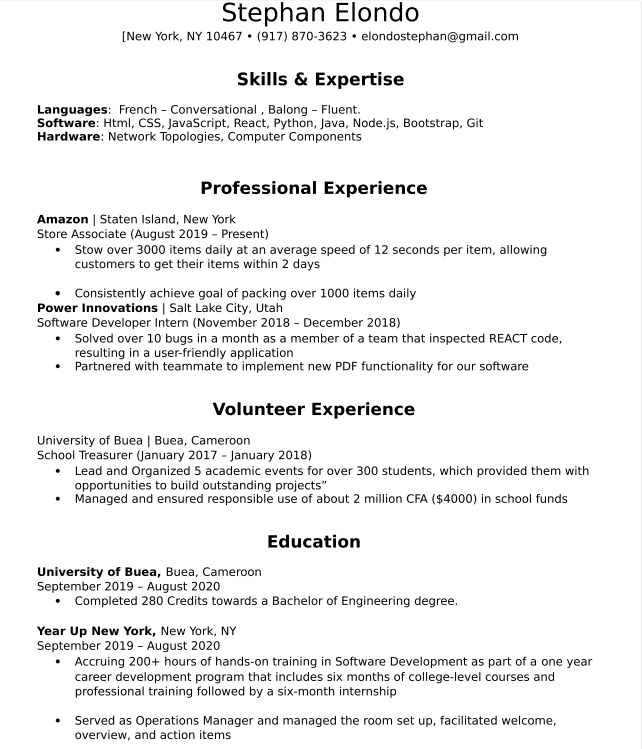 Stephan Elondo
[New York, NY 10467 • (917) 870-3623 • elondostephan@gmail.com
Skills & Expertise
Languages:  French – Conversational , Balong – Fluent.
Software: Html, CSS, JavaScript, React, Python, Java, Node.js, Bootstrap, Git
Hardware: Network Topologies, Computer Components
Professional Experience
Amazon | Staten Island, New York
Store Associate (August 2019 – Present)
• Stow over 3000 items daily at an average speed of 12 seconds per item, allowing
customers to get their items within 2 days
• Consistently achieve goal of packing over 1000 items daily
Power Innovations | Salt Lake City, Utah
Software Developer Intern (November 2018 – December 2018)
• Solved over 10 bugs in a month as a member of a team that inspected REACT code,
resulting in a user-friendly application
• Partnered with teammate to implement new PDF functionality for our software
Volunteer Experience
University of Buea | Buea, Cameroon
School Treasurer (January 2017 – January 2018)
• Lead and Organized 5 academic events for over 300 students, which provided them with
opportunities to build outstanding projects”
• Managed and ensured responsible use of about 2 million CFA ($4000) in school funds
Education
University of Buea, Buea, Cameroon
September 2019 – August 2020
• Completed 280 Credits towards a Bachelor of Engineering degree.
Year Up New York, New York, NY
September 2019 – August 2020
• Accruing 200+ hours of hands-on training in Software Development as part of a one year
career development program that includes six months of college-level courses and
professional training followed by a six-month internship
• Served as Operations Manager and managed the room set up, facilitated welcome,
overview, and action items